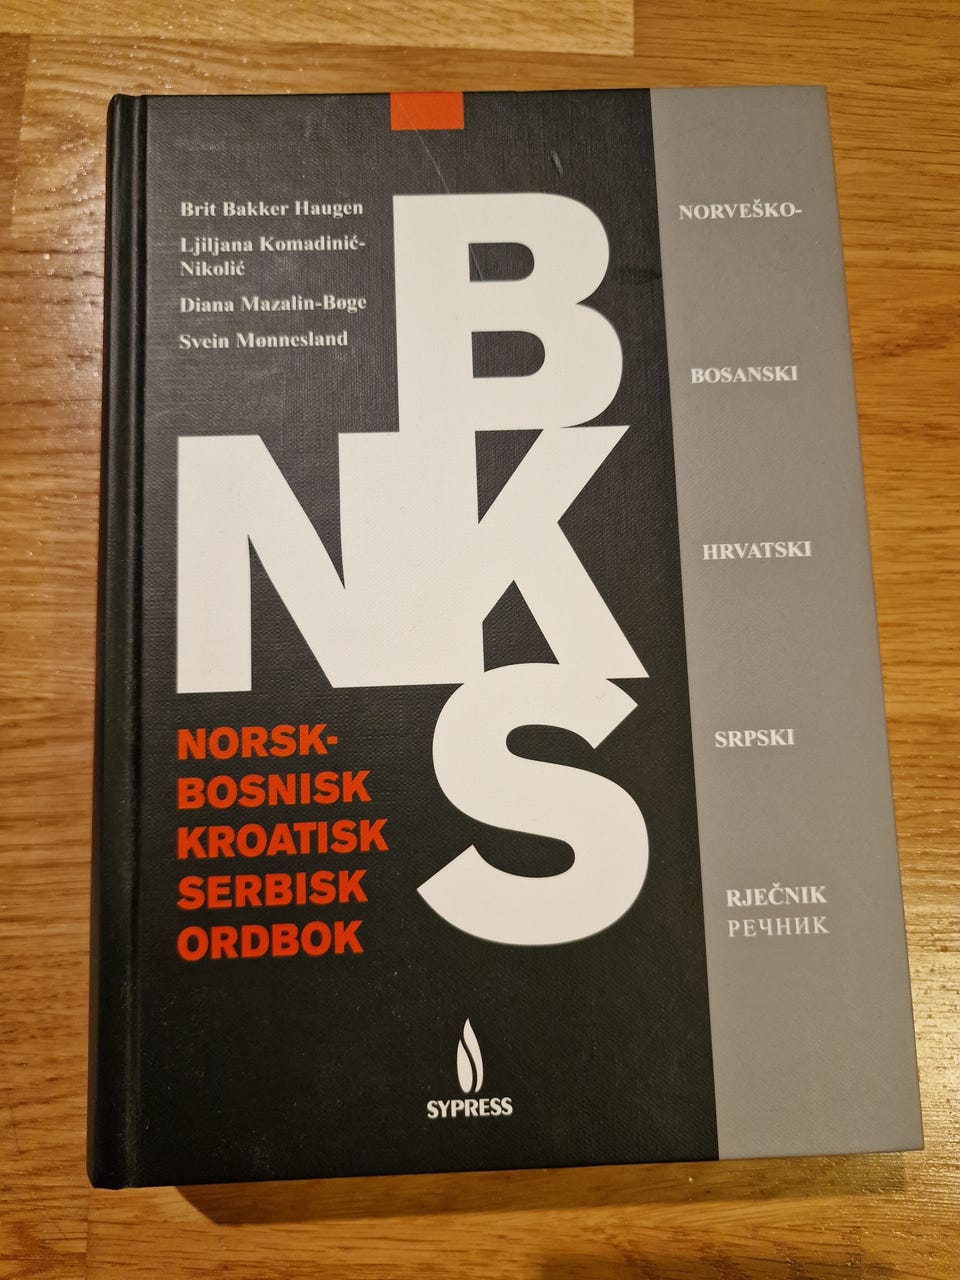 Brit Bakker Haugen
Ljiljana Komadinić-
Nikolić
Diana Mazalin-Bøge
Svein Mønnesland
B
NK
S
NORSK-
BOSNISK
KROATISK
SERBISK
ORDBOK
SYPRESS
NORVEŠKO-
BOSANSKI
HRVATSKI
SRPSKI
RJEČNIK
РЕЧНИК